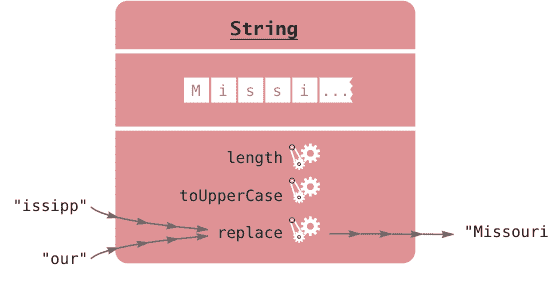 String
M i s s i ...
length
toUpperCase
"issipp"
replace
"Missouri
"our"